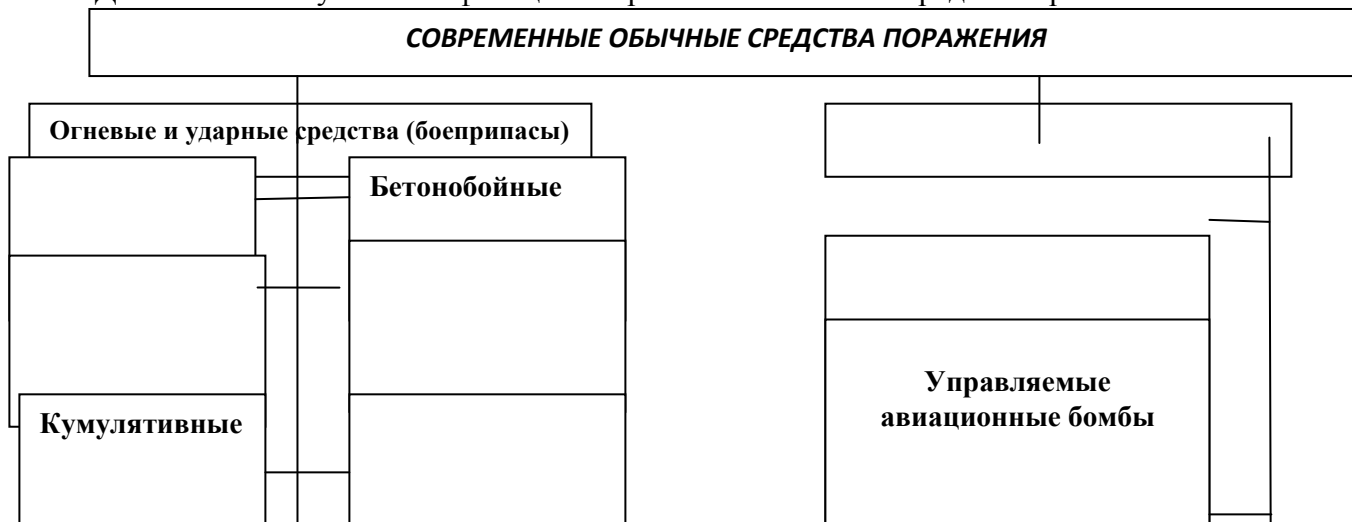 СОВРЕМЕННЫЕ ОБЫЧНЫЕ СРЕДСТВА ПОРАЖЕНИЯ
Огневые и ударные средства (боеприпасы)
Бетонобойные
Кумулятивные
Управляемые
авиационные бомбы